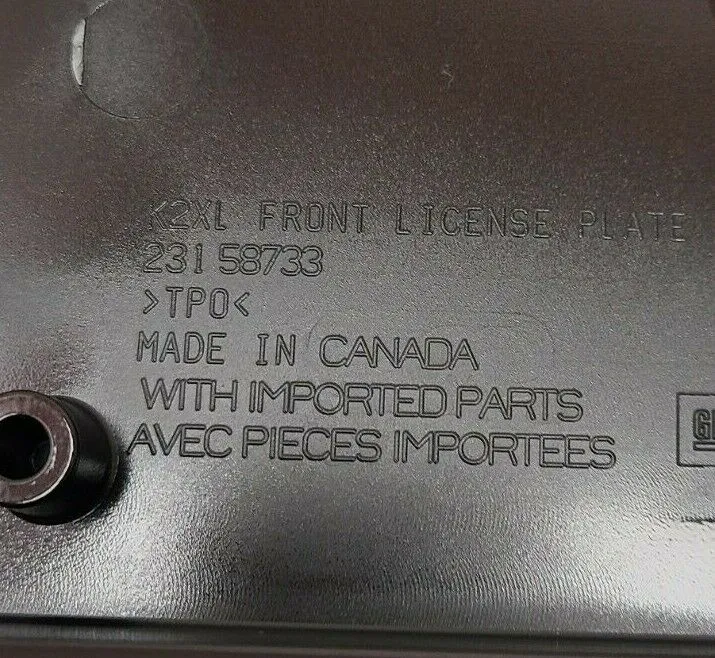 K2XL FRONT LICENSE PLATE
23158733
>TPO<
MADE IN CANADA
WITH IMPORTED PARTS
AVEC PIECES IMPORTEES